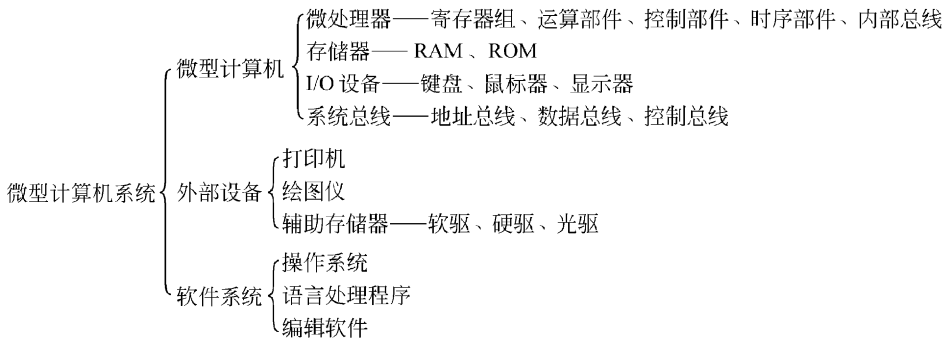 微处理器——寄存器组、运算部件、控制部件、时序部件、内部总线
存储器——RAM、ROM
微型计算机
I/O 设备——键盘、鼠标器、显示器
系统总线——地址总线、数据总线、控制总线
打印机
微型计算机系统
外部设备
绘图仪
辅助存储器——软驱、硬驱、光驱
操作系统
软件系统
语言处理程序
编辑软件